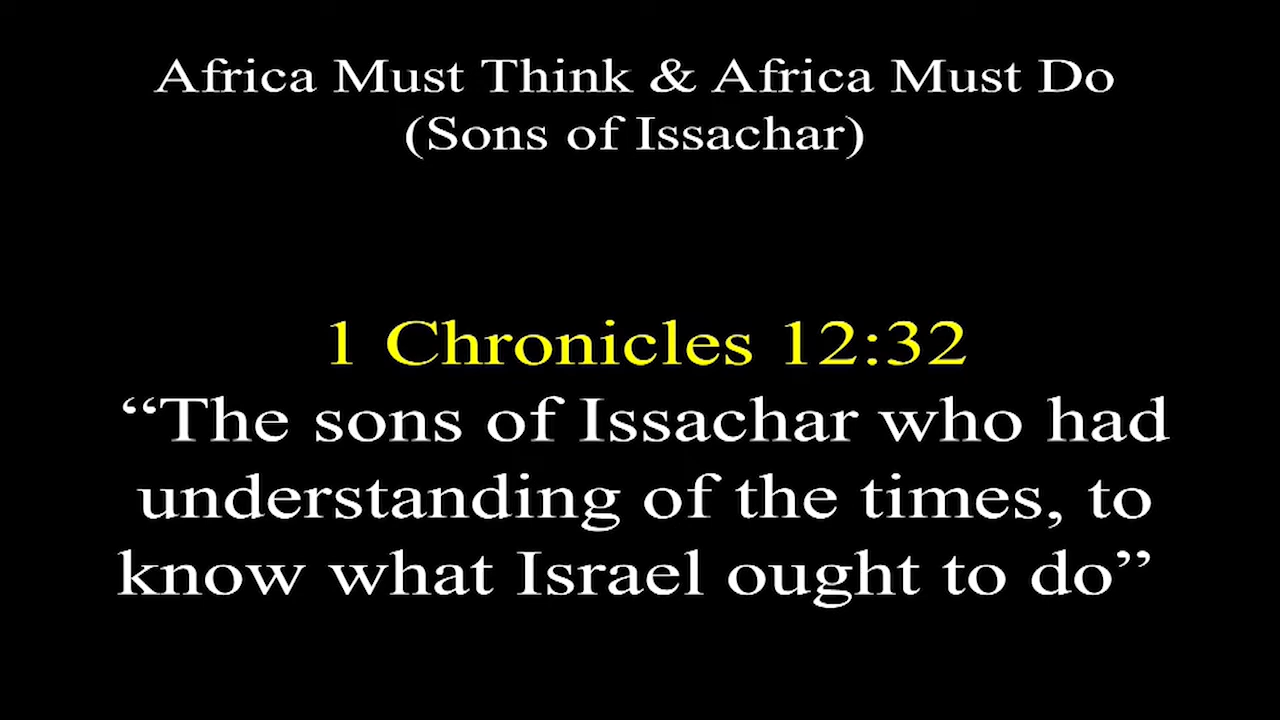 Africa Must Think & Africa Must Do
(Sons of Issachar)
1 Chronicles 12:32
“The sons of Issachar who had
understanding of the times, to
know what Israel ought to do”